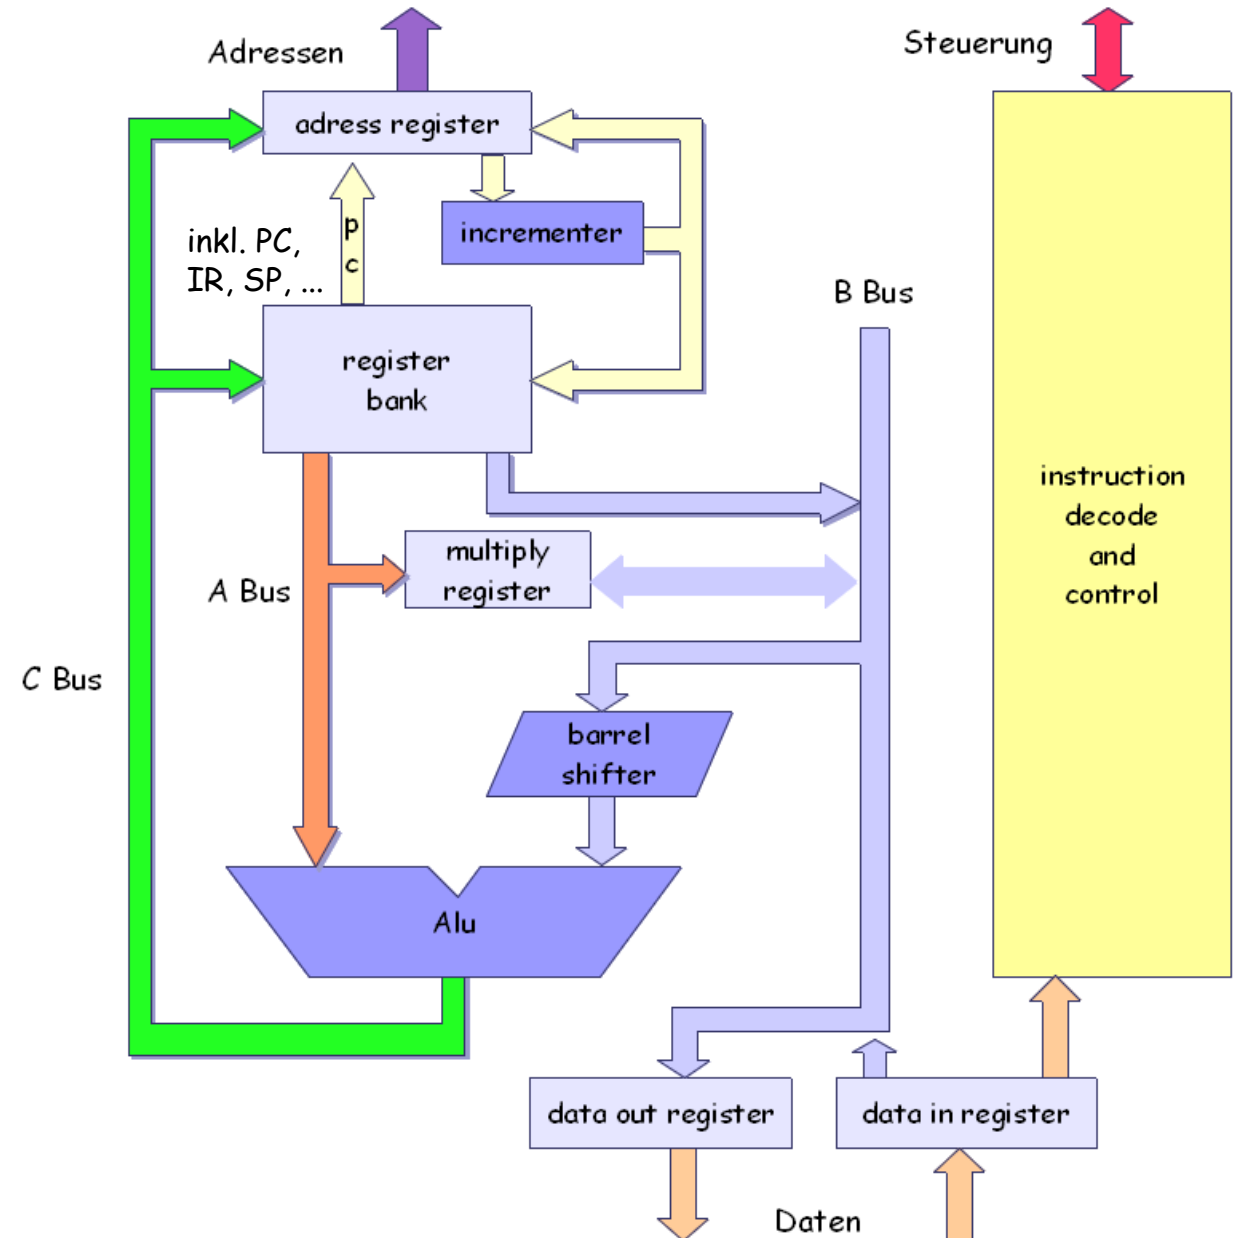 Adressen
Steuerung
adress register
p
c
inkl. PC,
IR, SP, ...
incrementer
B Bus
register
bank
instruction
decode
and
control
multiply
register
A Bus
C Bus
barrel
shifter
Alu
data out register
data in register
Daten